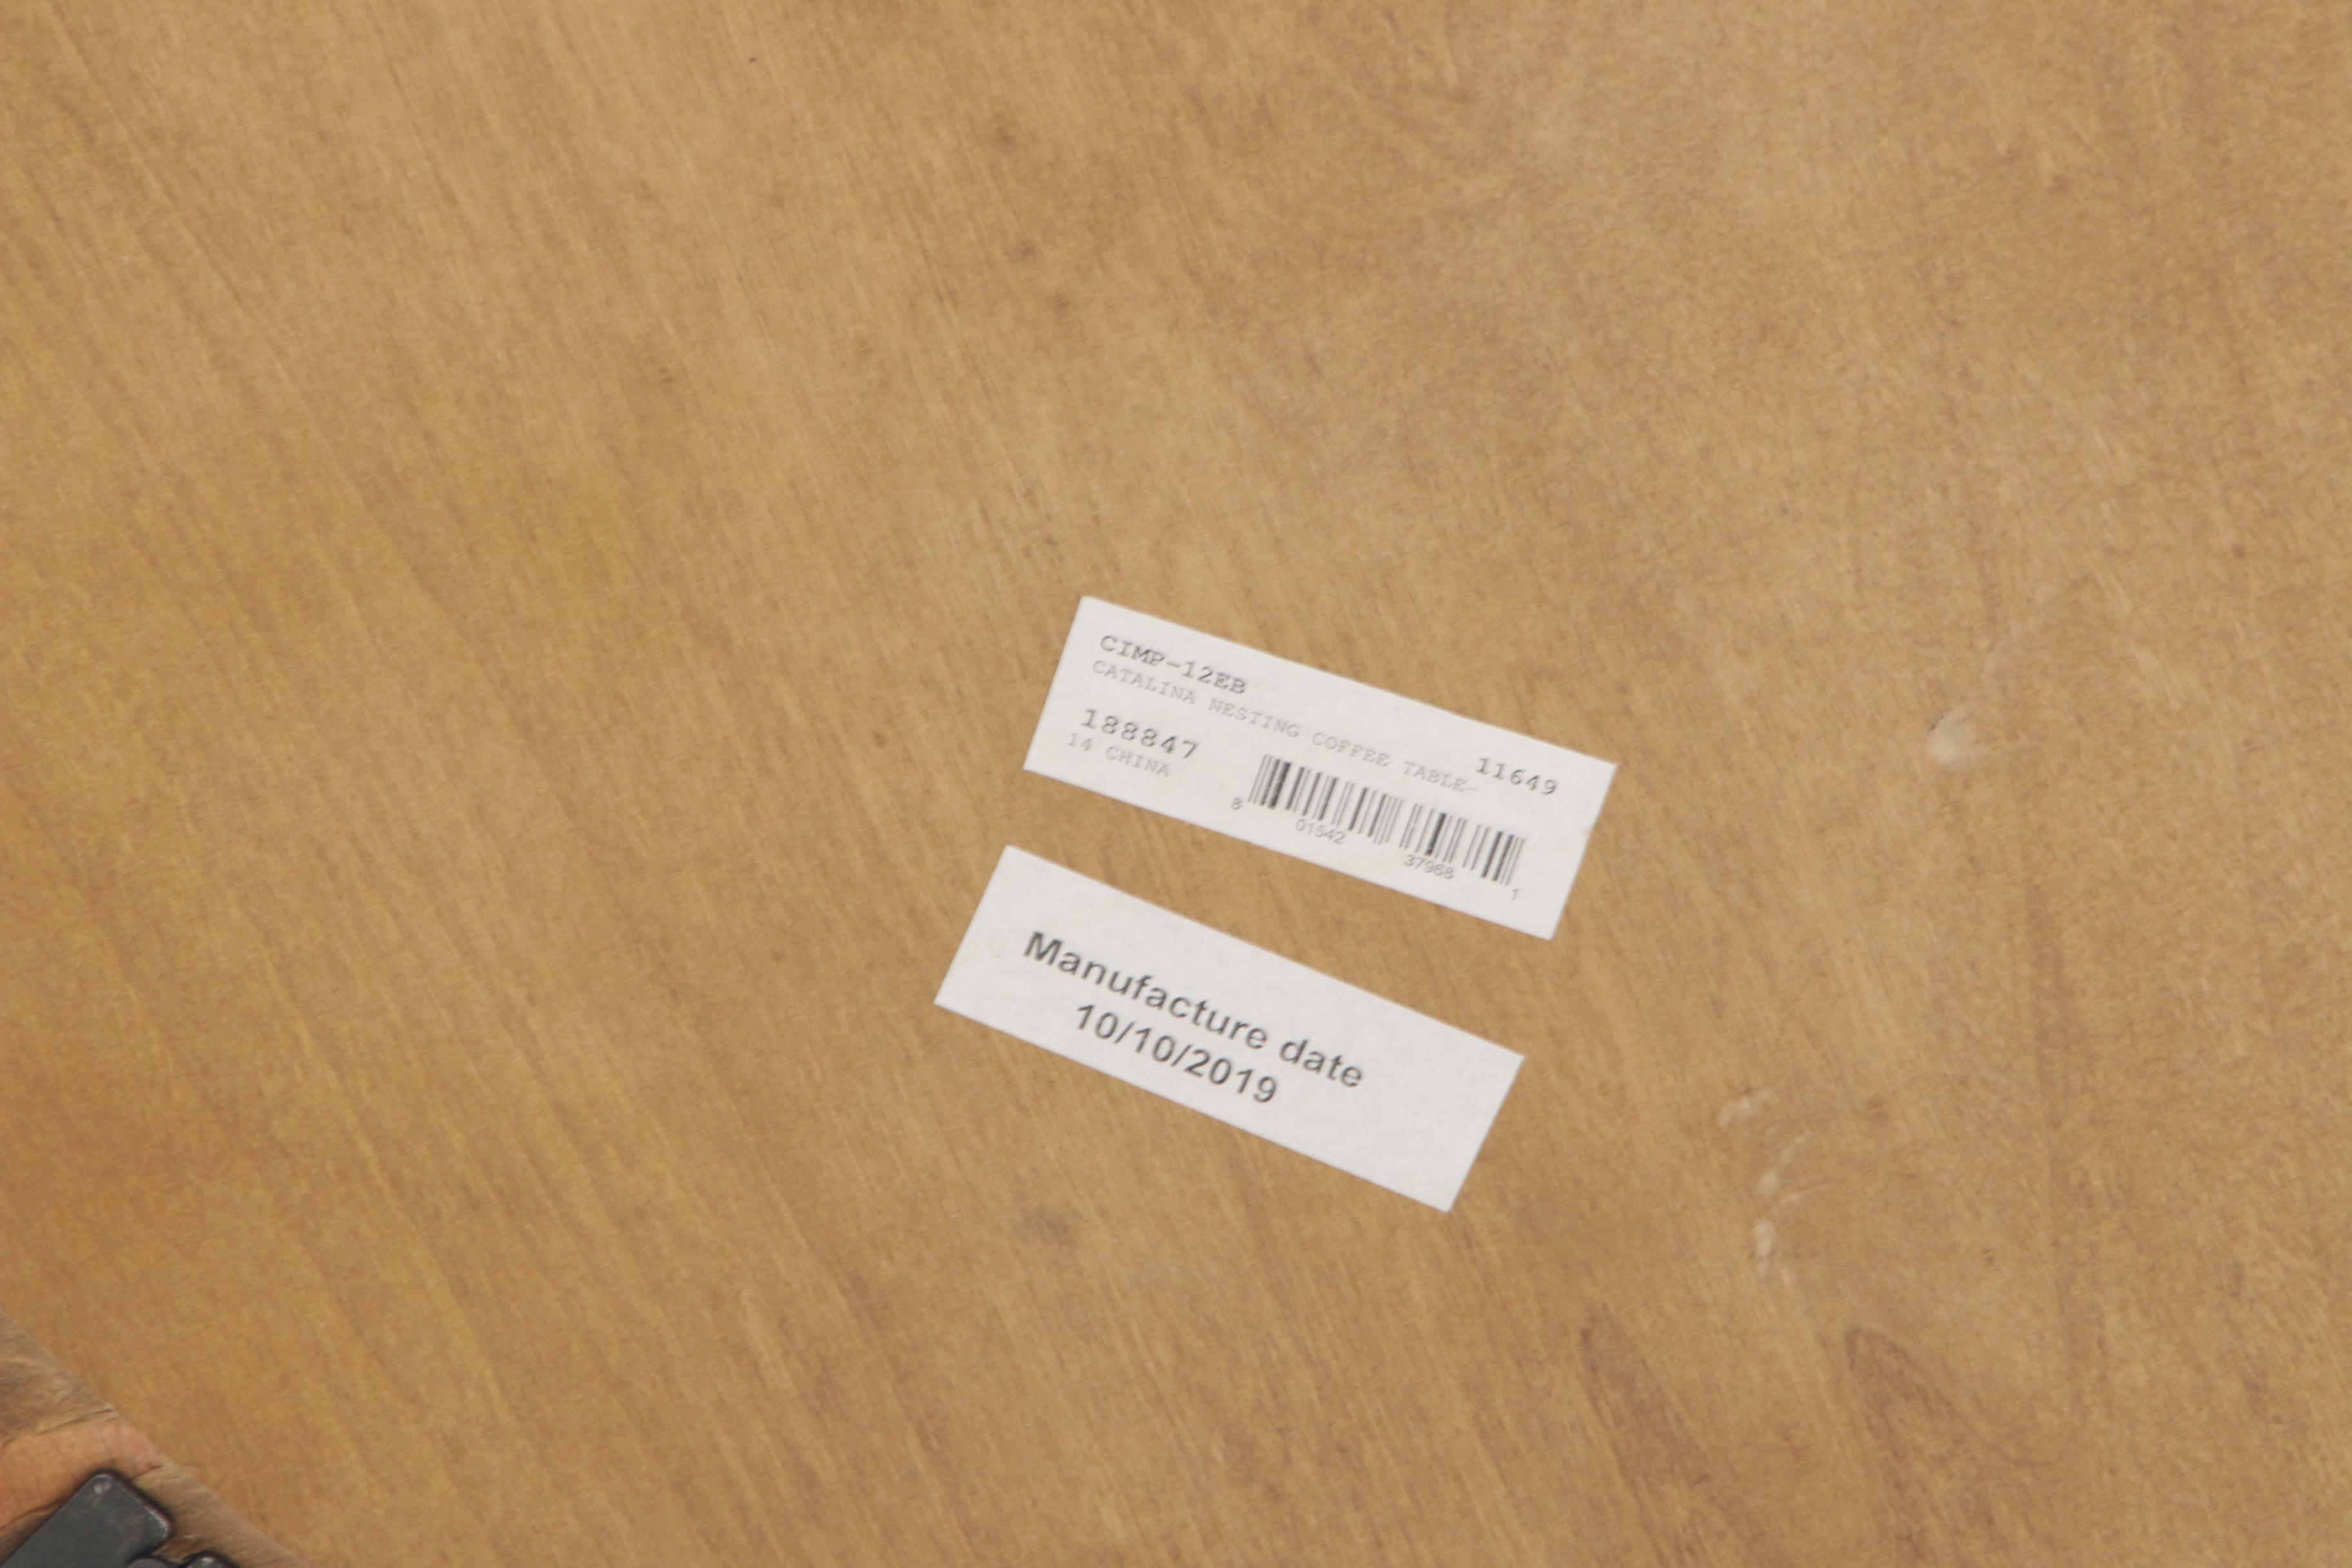 CIMP-12EB
CATALINA NESTING COFFEE TABLE-
188847
11649
14 CHINA
8 01542 37968 1
Manufacture date
10/10/2019